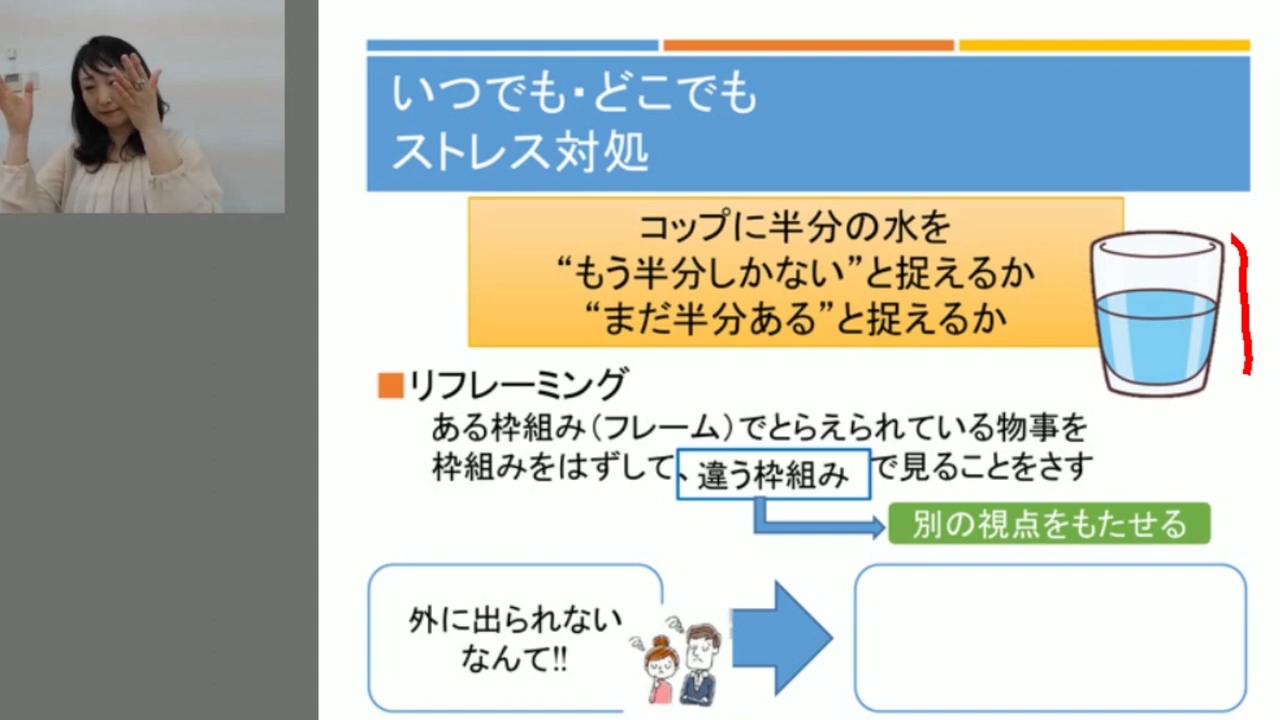 いつでも・どこでも
ストレス対処
コップに半分の水を
“もう半分しかない”と捉えるか
“まだ半分ある”と捉えるか
■リフレーミング
ある枠組み（フレーム）でとらえられている物事を
枠組みをはずして、違う枠組みで見ることをさす
別の視点をもたせる
外に出られない
なんて!!